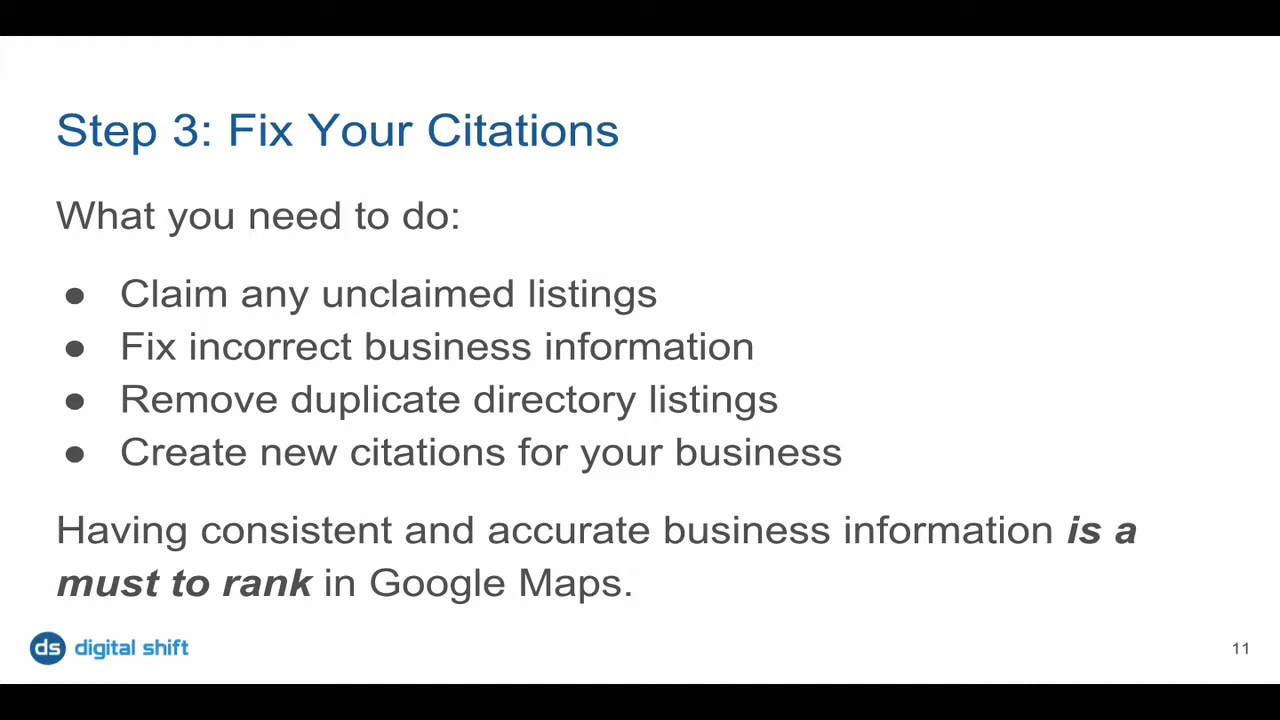 Step 3: Fix Your Citations
What you need to do:
● Claim any unclaimed listings
● Fix incorrect business information
● Remove duplicate directory listings
● Create new citations for your business
Having consistent and accurate business information is a
must to rank in Google Maps.
ds digital shift
11